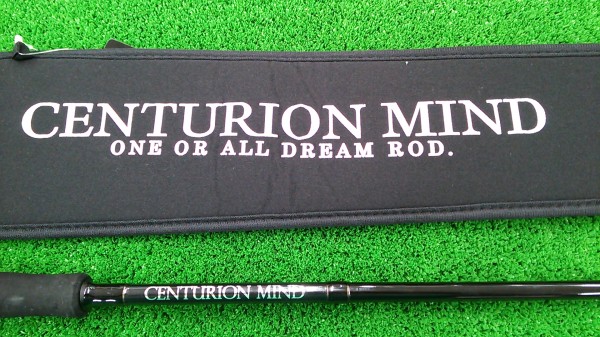 CENTURION MIND
ONE OR ALL DREAM ROD.
CENTURION MIND